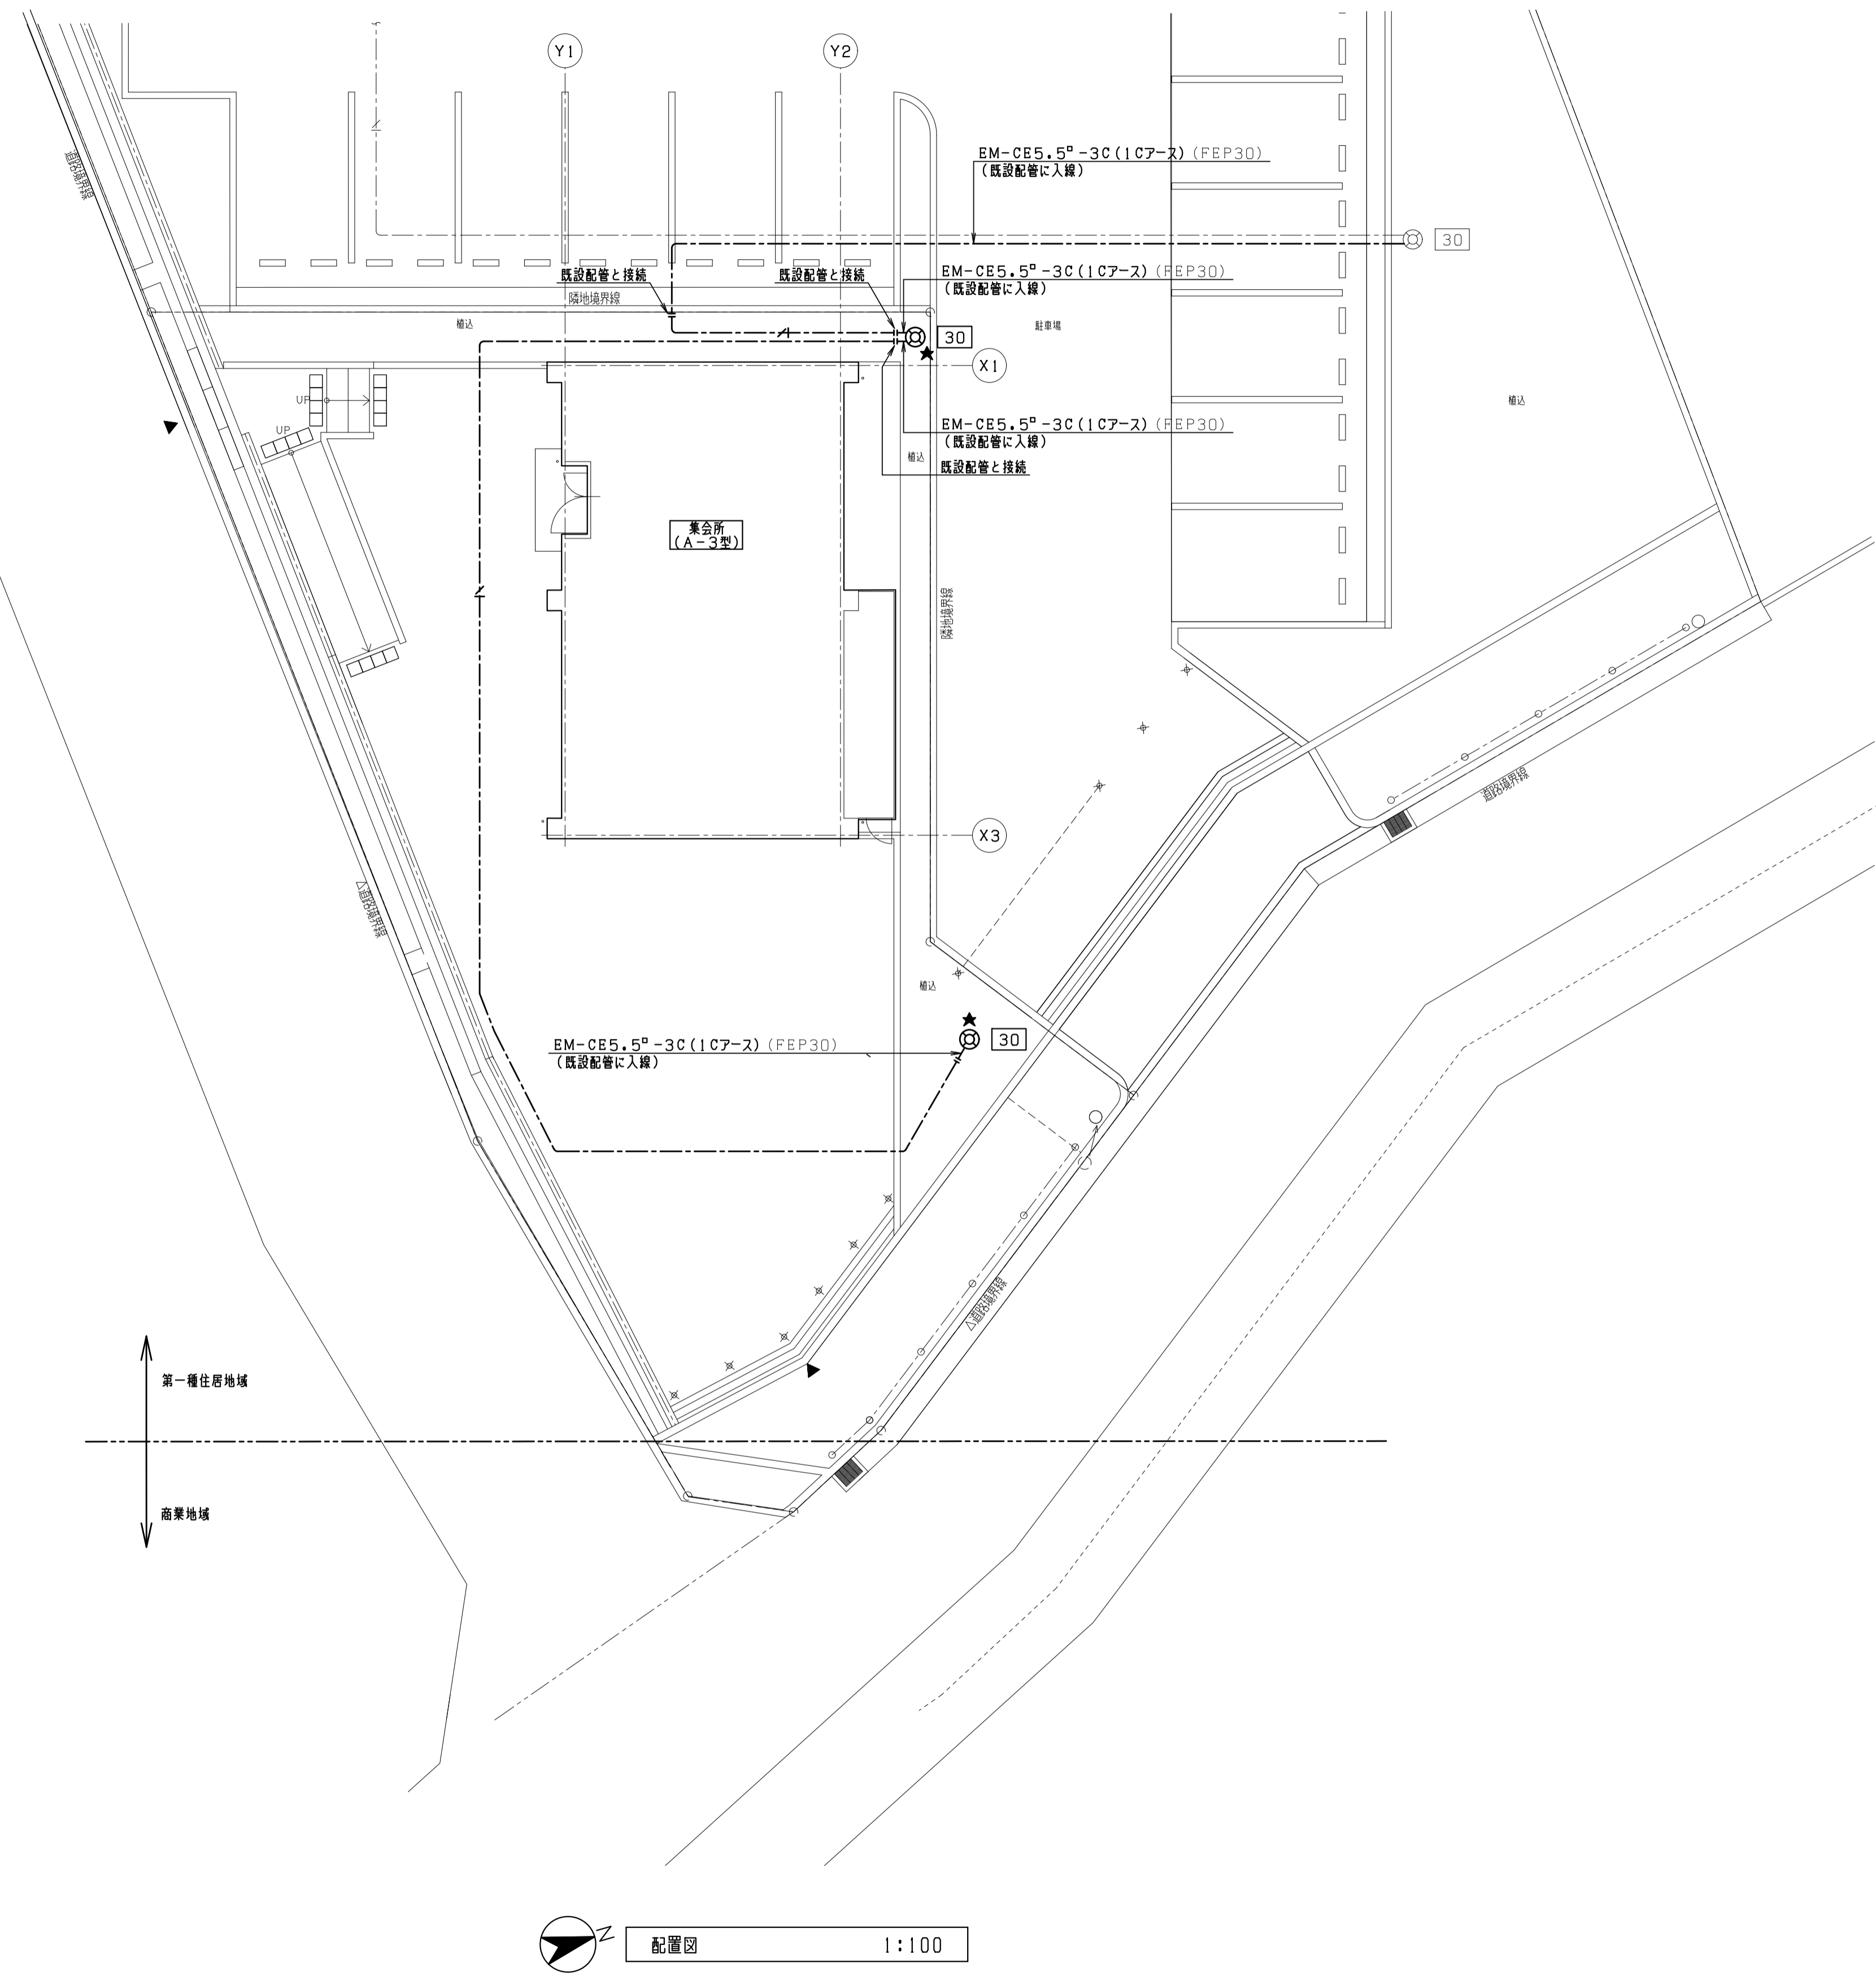 Y1
Y2
道路境界線
EM-CE5.5□-3C(1Cアース)(FEP30)
(既設配管に入線)
30
既設配管と接続
既設配管と接続
EM-CE5.5□-3C(1Cアース)(FEP30)
(既設配管に入線)
隣地境界線
植込
駐車場
30
★
X1
UP
UP
植込
EM-CE5.5□-3C(1Cアース)(FEP30)
(既設配管に入線)
植込
既設配管と接続
集会所
(A-3型)
隣地境界線
道路境界線
X3
△道路境界線
植込
★
EM-CE5.5□-3C(1Cアース)(FEP30)
(既設配管に入線)
30
△道路境界線
第一種住居地域
商業地域
N
配置図 1:100